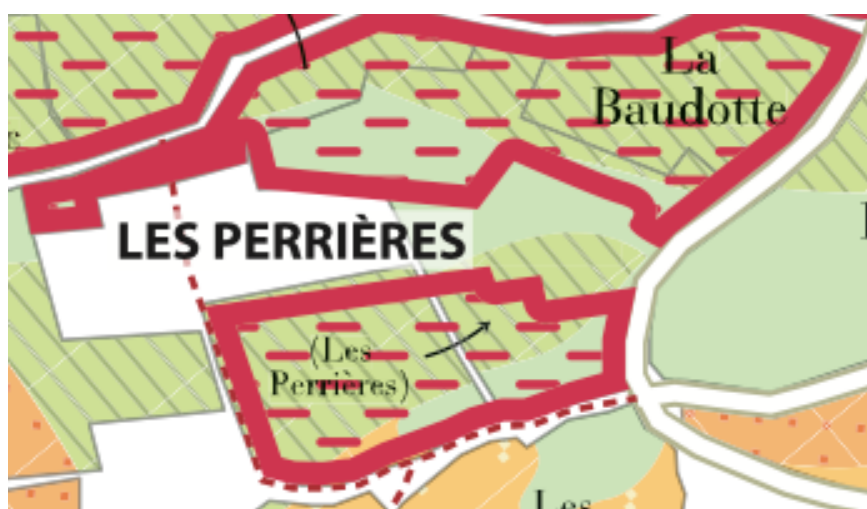 La
Baudotte
LES PERRIÈRES
(Les
Perrières)
Les